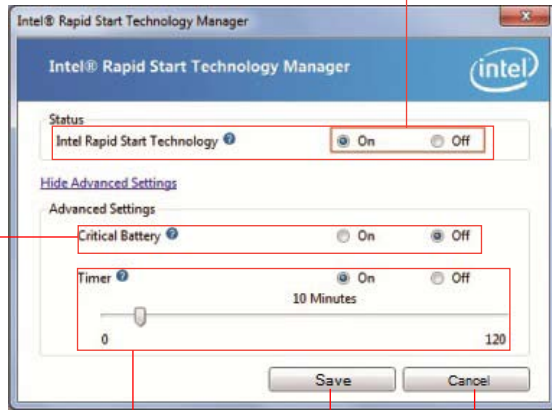 Intel® Rapid Start Technology Manager
Intel® Rapid Start Technology Manager
intel
Status
Intel Rapid Start Technology ? On Off
Hide Advanced Settings
Advanced Settings
Critical Battery ? On Off
Timer ? On Off
10 Minutes
0 120
Save Cancel